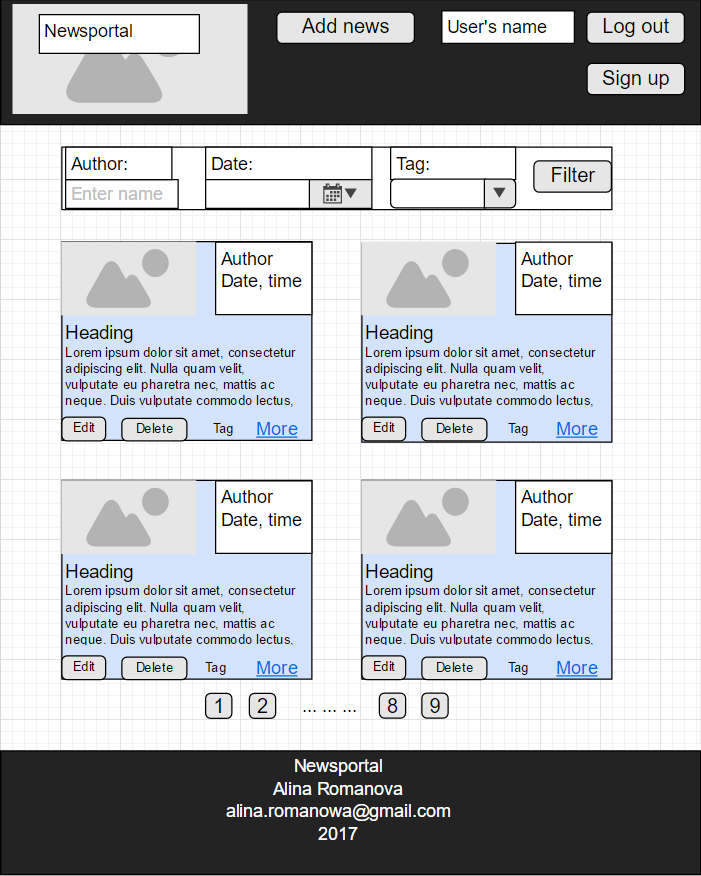 Newsportal
Add news
User's name
Log out
Sign up
Author:
Date:
Tag:
Enter name
Filter
Author
Date, time
Heading
Lorem ipsum dolor sit amet, consectetur
adipiscing elit. Nulla quam velit,
vulputate eu pharetra nec, mattis ac
neque. Duis vulputate commodo lectus,
Edit
Delete
Tag
More
Author
Date, time
Heading
Lorem ipsum dolor sit amet, consectetur
adipiscing elit. Nulla quam velit,
vulputate eu pharetra nec, mattis ac
neque. Duis vulputate commodo lectus,
Edit
Delete
Tag
More
Author
Date, time
Heading
Lorem ipsum dolor sit amet, consectetur
adipiscing elit. Nulla quam velit,
vulputate eu pharetra nec, mattis ac
neque. Duis vulputate commodo lectus,
Edit
Delete
Tag
More
Author
Date, time
Heading
Lorem ipsum dolor sit amet, consectetur
adipiscing elit. Nulla quam velit,
vulputate eu pharetra nec, mattis ac
neque. Duis vulputate commodo lectus,
Edit
Delete
Tag
More
1 2 ... ... ... 8 9
Newsportal
Alina Romanova
alina.romanowa@gmail.com
2017